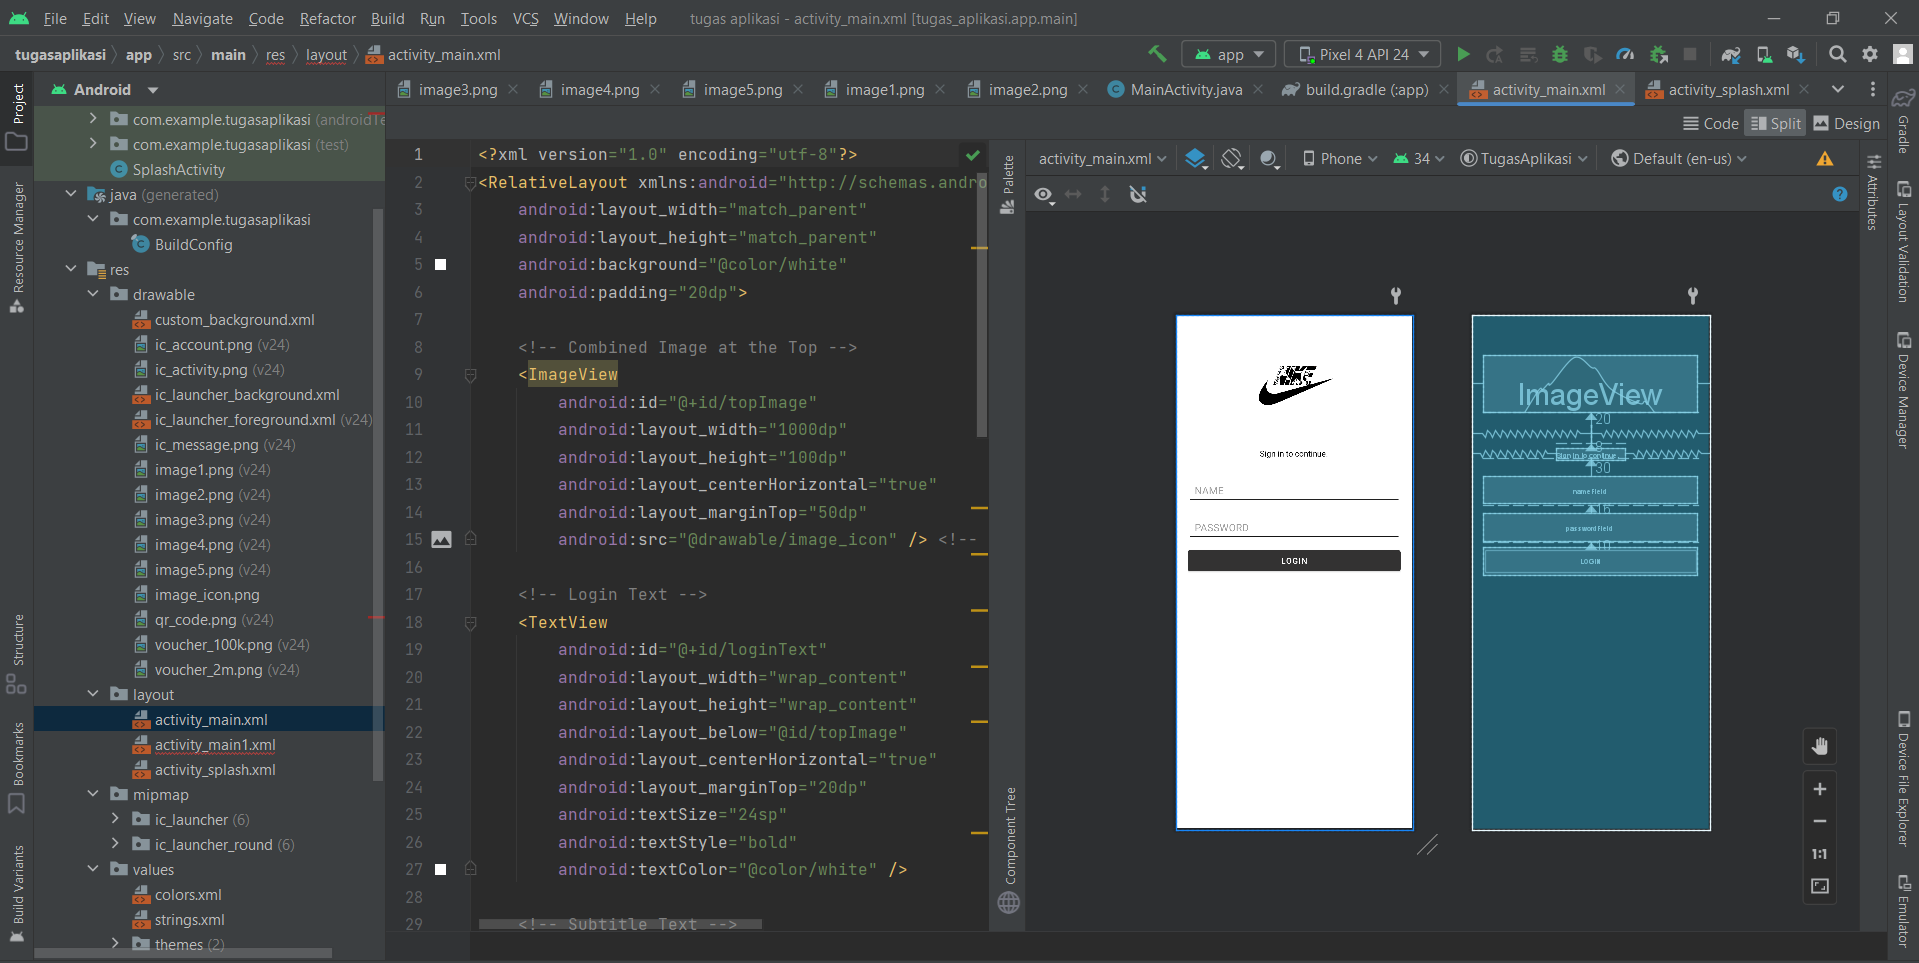 File Edit View Navigate Code Refactor Build Run Tools VCS Window Help tugas aplikasi - activity_main.xml [tugas_aplikasi.app.main]
tugasaplikasi app src main res layout activity_main.xml app Pixel 4 API 24
Android image3.png image4.png image5.png image1.png image2.png MainActivity.java build.gradle (:app) activity_main.xml activity_splash.xml
Code Split Design
Project
Resource Manager
Structure
Bookmarks
Build Variants
com.example.tugasaplikasi (androidTe
com.example.tugasaplikasi (test)
SplashActivity
java (generated)
com.example.tugasaplikasi
BuildConfig
res
drawable
custom_background.xml
ic_account.png (v24)
ic_activity.png (v24)
ic_launcher_background.xml
ic_launcher_foreground.xml (v24)
ic_message.png (v24)
image1.png (v24)
image2.png (v24)
image3.png (v24)
image4.png (v24)
image5.png (v24)
image_icon.png
qr_code.png (v24)
voucher_100k.png (v24)
voucher_2m.png (v24)
layout
activity_main.xml
activity_main1.xml
activity_splash.xml
mipmap
ic_launcher (6)
ic_launcher_round (6)
values
colors.xml
strings.xml
themes (2)
1 <?xml version="1.0" encoding="utf-8"?>
2 <RelativeLayout xmlns:android="http://schemas.andro
3 android:layout_width="match_parent"
4 android:layout_height="match_parent"
5 android:background="@color/white"
6 android:padding="20dp">
7
8 <!-- Combined Image at the Top -->
9 <ImageView
10 android:id="@+id/topImage"
11 android:layout_width="1000dp"
12 android:layout_height="100dp"
13 android:layout_centerHorizontal="true"
14 android:layout_marginTop="50dp"
15 android:src="@drawable/image_icon" /> <!--
16
17 <!-- Login Text -->
18 <TextView
19 android:id="@+id/loginText"
20 android:layout_width="wrap_content"
21 android:layout_height="wrap_content"
22 android:layout_below="@id/topImage"
23 android:layout_centerHorizontal="true"
24 android:layout_marginTop="20dp"
25 android:textSize="24sp"
26 android:textStyle="bold"
27 android:textColor="@color/white" />
28
29 <!-- Subtitle Text -->
Palette
Component Tree
activity_main.xml Phone 34 TugasAplikasi Default (en-us)
NIKE
Sign in to continue.
NAME
PASSWORD
LOGIN
ImageView
20
8
Sign in to continue.
30
nameField
16
passwordField
10
LOGIN
1:1
Attributes
Gradle
Layout Validation
Device Manager
Device File Explorer
Emulator